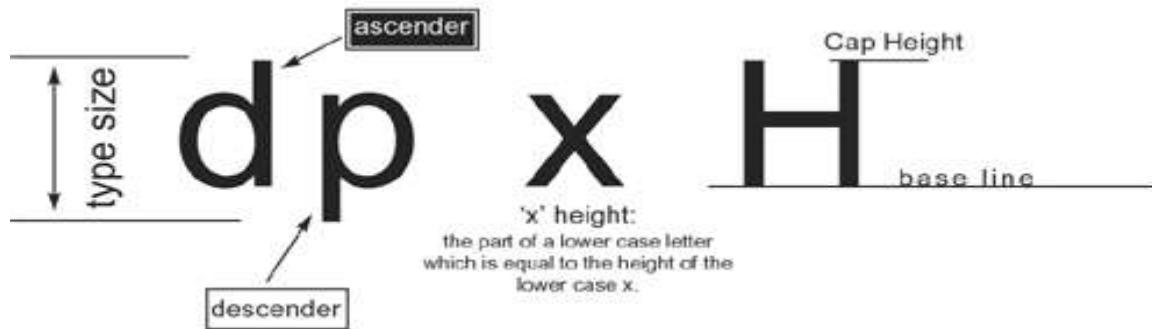 ascender
Cap Height
type size
d p x H
base line
'x' height:
the part of a lower case letter
which is equal to the height of the
lower case x.
descender